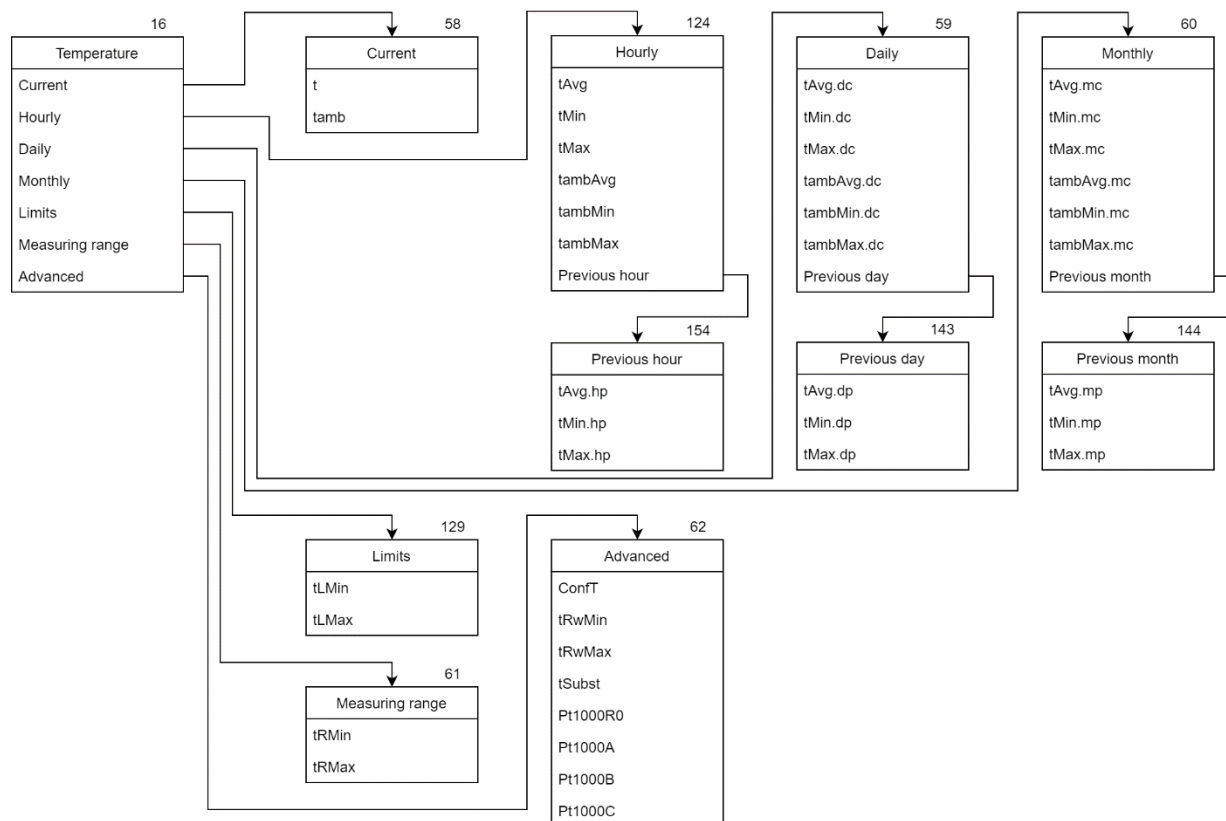 16
Temperature
Current
Hourly
Daily
Monthly
Limits
Measuring range
Advanced
58
Current
t
tamb
124
Hourly
tAvg
tMin
tMax
tambAvg
tambMin
tambMax
Previous hour
59
Daily
tAvg.dc
tMin.dc
tMax.dc
tambAvg.dc
tambMin.dc
tambMax.dc
Previous day
60
Monthly
tAvg.mc
tMin.mc
tMax.mc
tambAvg.mc
tambMin.mc
tambMax.mc
Previous month
154
Previous hour
tAvg.hp
tMin.hp
tMax.hp
143
Previous day
tAvg.dp
tMin.dp
tMax.dp
144
Previous month
tAvg.mp
tMin.mp
tMax.mp
129
Limits
tLMin
tLMax
61
Measuring range
tRMin
tRMax
62
Advanced
ConfT
tRwMin
tRwMax
tSubst
Pt1000R0
Pt1000A
Pt1000B
Pt1000C